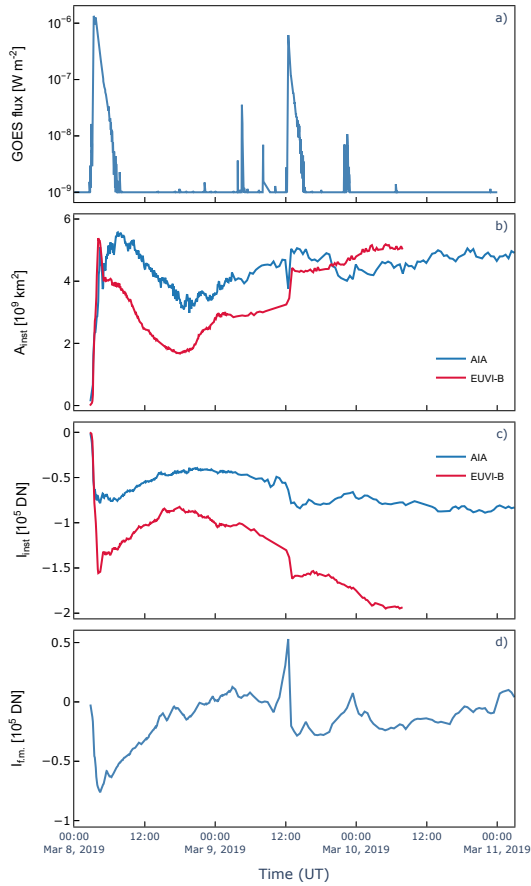 a)
GOES flux [W m⁻²]
10⁻⁶
10⁻⁷
10⁻⁸
10⁻⁹
b)
A_inst [10⁹ km²]
6
4
2
0
AIA
EUVI-B
c)
I_inst [10⁵ DN]
0
−0.5
−1
−1.5
−2
AIA
EUVI-B
d)
I_f.m. [10⁵ DN]
0.5
0
−0.5
−1
00:00 12:00 00:00 12:00 00:00 12:00 00:00
Mar 8, 2019 Mar 9, 2019 Mar 10, 2019 Mar 11, 2019
Time (UT)